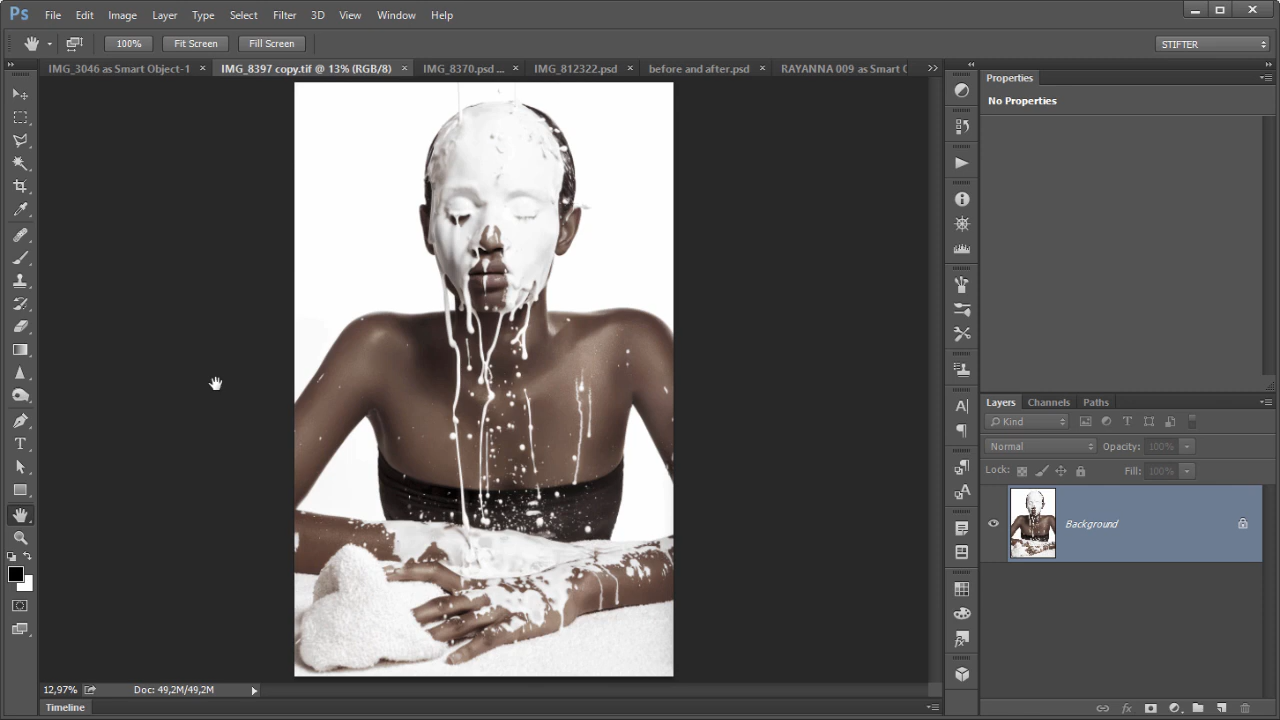 Ps File Edit Image Layer Type Select Filter 3D View Window Help
100% Fit Screen Fill Screen STIFTER
IMG_3046 as Smart Object-1 × IMG_8397 copy.tif @ 13% (RGB/8) × IMG_8370.psd ... × IMG_812322.psd × before and after.psd × RAYANNA 009 as Smart O
Properties
No Properties
Layers Channels Paths
Kind
Normal Opacity: 100%
Lock: Fill: 100%
Background
12,97% Doc: 49,2M/49,2M
Timeline